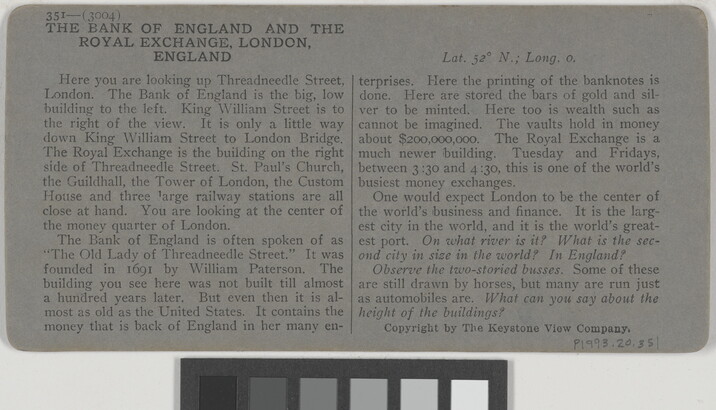 351—(3004)
THE BANK OF ENGLAND AND THE
ROYAL EXCHANGE, LONDON,
ENGLAND
Here you are looking up Threadneedle Street,
London. The Bank of England is the big, low
building to the left. King William Street is to
the right of the view. It is only a little way
down King William Street to London Bridge.
The Royal Exchange is the building on the right
side of Threadneedle Street. St. Paul's Church,
the Guildhall, the Tower of London, the Custom
House and three large railway stations are all
close at hand. You are looking at the center of
the money quarter of London.
The Bank of England is often spoken of as
"The Old Lady of Threadneedle Street." It was
founded in 1691 by William Paterson. The
building you see here was not built till almost
a hundred years later. But even then it is al-
most as old as the United States. It contains the
money that is back of England in her many en-
Lat. 52° N.; Long. 0.
terprises. Here the printing of the banknotes is
done. Here are stored the bars of gold and sil-
ver to be minted. Here too is wealth such as
cannot be imagined. The vaults hold in money
about $200,000,000. The Royal Exchange is a
much newer building. Tuesday and Fridays,
between 3:30 and 4:30, this is one of the world's
busiest money exchanges.
One would expect London to be the center of
the world's business and finance. It is the larg-
est city in the world, and it is the world's great-
est port. On what river is it? What is the sec-
ond city in size in the world? In England?
Observe the two-storied busses. Some of these
are still drawn by horses, but many are run just
as automobiles are. What can you say about the
height of the buildings?
Copyright by The Keystone View Company.
P1993.20.351